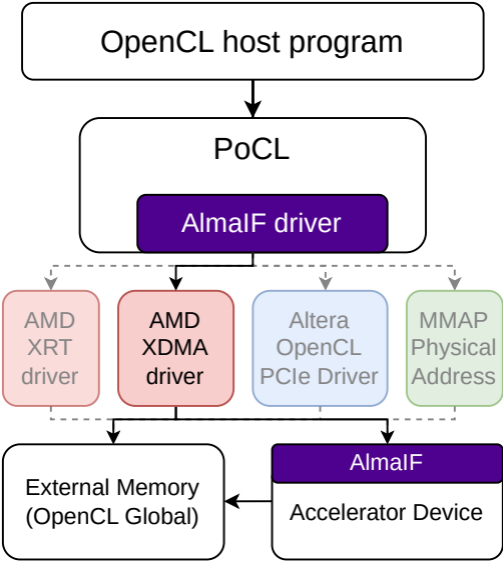 OpenCL host program
PoCL
AlmaIF driver
AMD
XRT
driver
AMD
XDMA
driver
Altera
OpenCL
PCIe Driver
MMAP
Physical
Address
External Memory
(OpenCL Global)
AlmaIF
Accelerator Device